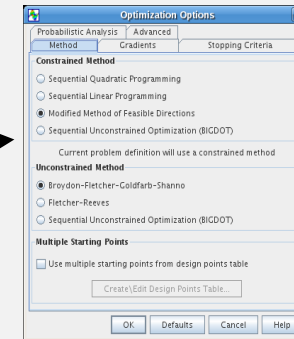 Optimization Options
Probabilistic Analysis Advanced
Method Gradients Stopping Criteria
Constrained Method
Sequential Quadratic Programming
Sequential Linear Programming
Modified Method of Feasible Directions
Sequential Unconstrained Optimization (BIGDOT)
Current problem definition will use a constrained method
Unconstrained Method
Broydon-Fletcher-Goldfarb-Shanno
Fletcher-Reeves
Sequential Unconstrained Optimization (BIGDOT)
Multiple Starting Points
Use multiple starting points from design points table
Create\Edit Design Points Table...
OK Defaults Cancel Help